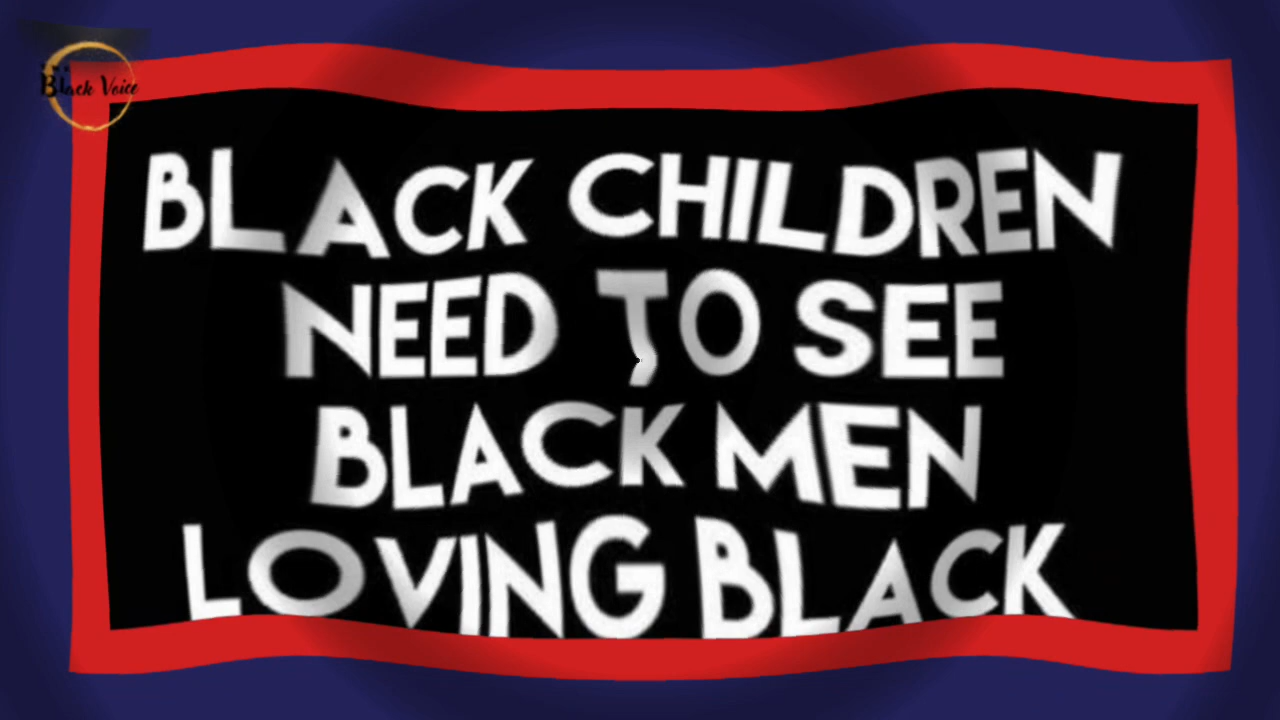 Black Voice
BLACK CHILDREN
NEED TO SEE
BLACK MEN
LOVING BLACK